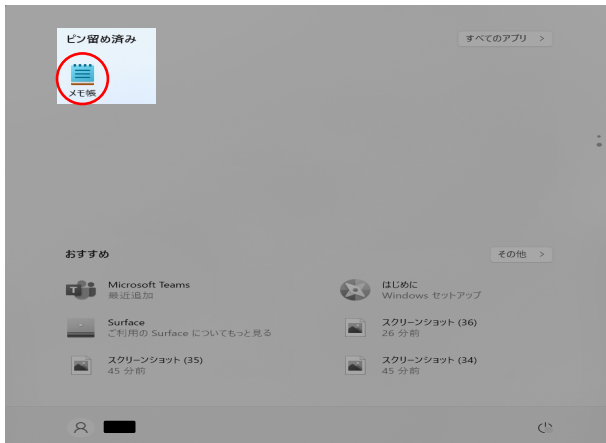 ピン留め済み
すべてのアプリ >
メモ帳
おすすめ
その他 >
Microsoft Teams
最近追加
はじめに
Windows セットアップ
Surface
ご利用の Surface についてもっと見る
スクリーンショット (36)
26 分前
スクリーンショット (35)
45 分前
スクリーンショット (34)
45 分前